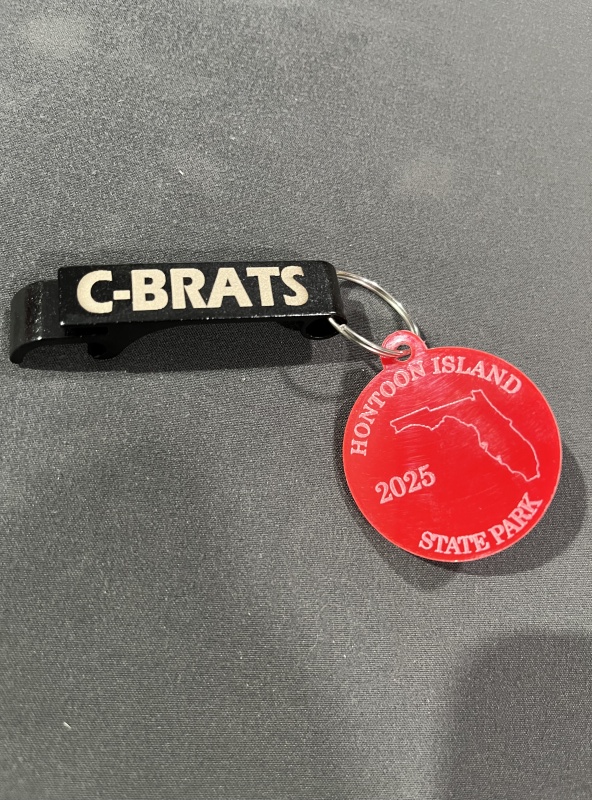 C-BRATS
HONTOON ISLAND
2025
STATE PARK